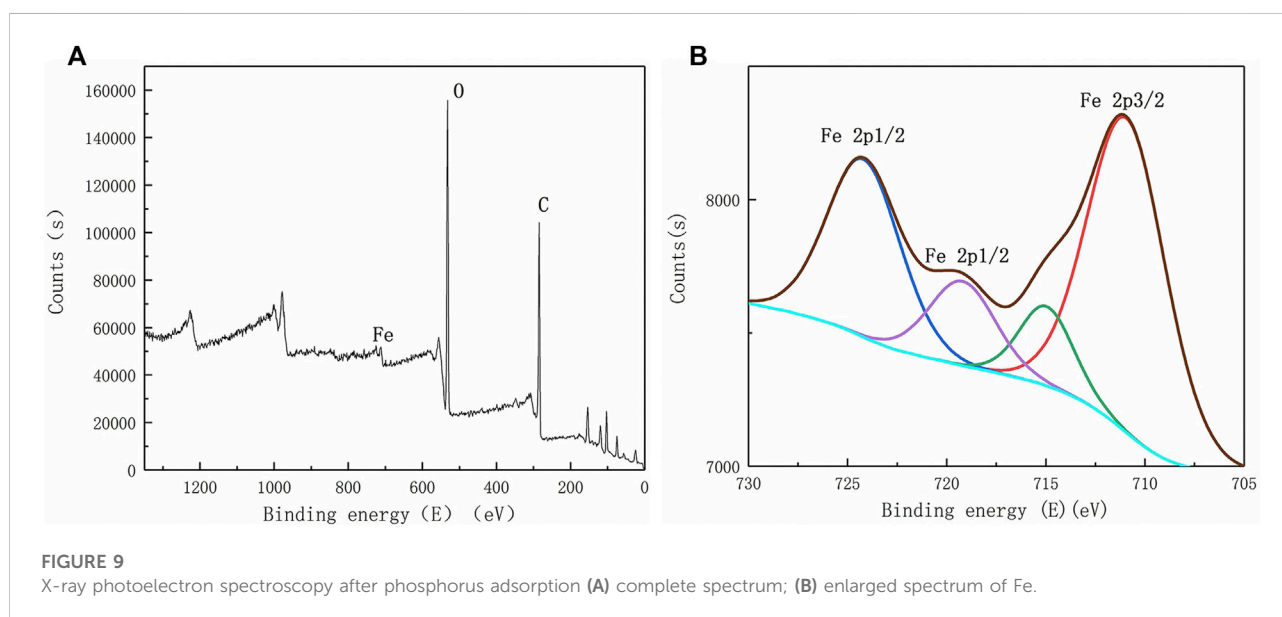 A
B
160000
140000
120000
100000
80000
60000
40000
20000
0
O
C
Fe
1200 1000 800 600 400 200 0
Counts (s)
Binding energy (E) (eV)
Fe 2p3/2
Fe 2p1/2
Fe 2p1/2
8000
7000
730 725 720 715 710 705
Counts(s)
Binding energy (E)(eV)
FIGURE 9
X-ray photoelectron spectroscopy after phosphorus adsorption (A) complete spectrum; (B) enlarged spectrum of Fe.